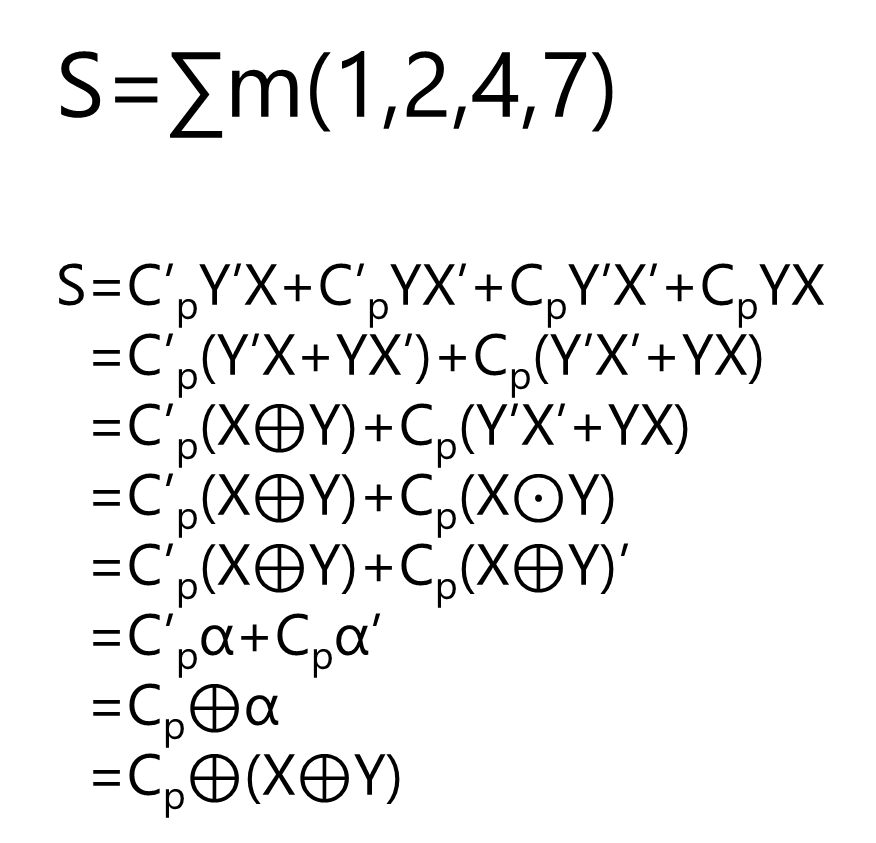 S=∑m(1,2,4,7)
S=C′ₚY′X+C′ₚYX′+CₚY′X′+CₚYX
=C′ₚ(Y′X+YX′)+Cₚ(Y′X′+YX)
=C′ₚ(X⊕Y)+Cₚ(Y′X′+YX)
=C′ₚ(X⊕Y)+Cₚ(X⊙Y)
=C′ₚ(X⊕Y)+Cₚ(X⊕Y)′
=C′ₚα+Cₚα′
=Cₚ⊕α
=Cₚ⊕(X⊕Y)